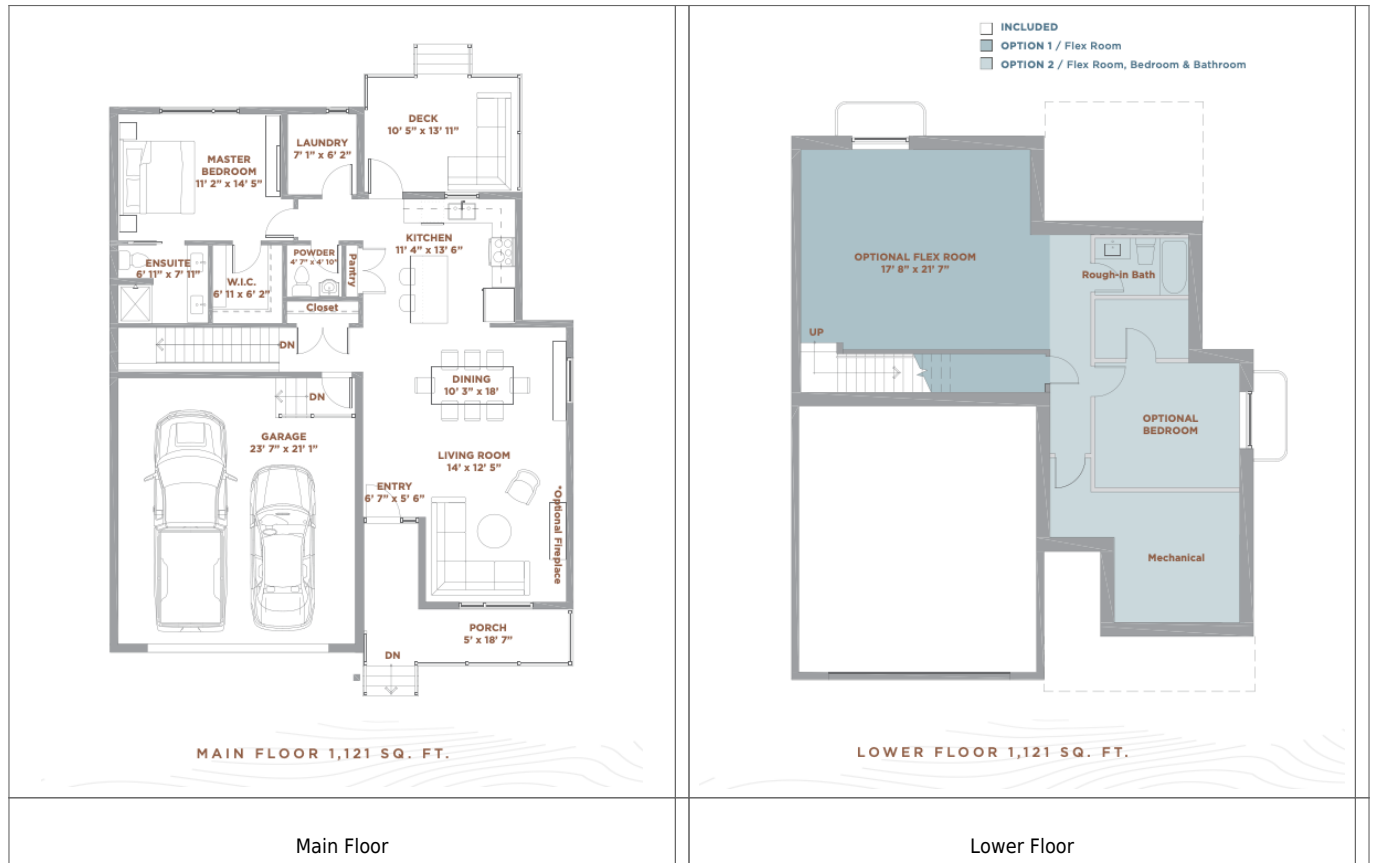 DECK
10' 5" x 13' 11"
LAUNDRY
7' 1" x 6' 2"
MASTER
BEDROOM
11' 2" x 14' 5"
KITCHEN
11' 4" x 13' 6"
POWDER
4' 7" x 4' 10"
Pantry
ENSUITE
6' 11" x 7' 11"
W.I.C.
6' 11 x 6' 2"
Closet
DN
DINING
10' 3" x 18'
DN
GARAGE
23' 7" x 21' 1"
LIVING ROOM
14' x 12' 5"
ENTRY
6' 7" x 5' 6"
*Optional Fireplace
PORCH
5' x 18' 7"
DN
MAIN FLOOR 1,121 SQ. FT.
Main Floor
INCLUDED
OPTION 1 / Flex Room
OPTION 2 / Flex Room, Bedroom & Bathroom
OPTIONAL FLEX ROOM
17' 8" x 21' 7"
Rough-in Bath
UP
OPTIONAL
BEDROOM
Mechanical
LOWER FLOOR 1,121 SQ. FT.
Lower Floor